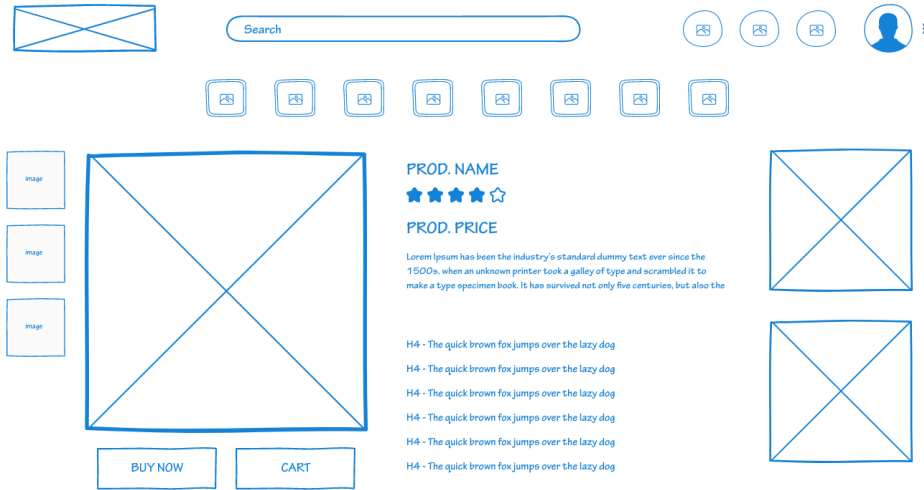 Search
image
image
image
PROD. NAME
PROD. PRICE
Lorem Ipsum has been the industry's standard dummy text ever since the
1500s, when an unknown printer took a galley of type and scrambled it to
make a type specimen book. It has survived not only five centuries, but also the
H4 - The quick brown fox jumps over the lazy dog
H4 - The quick brown fox jumps over the lazy dog
H4 - The quick brown fox jumps over the lazy dog
H4 - The quick brown fox jumps over the lazy dog
H4 - The quick brown fox jumps over the lazy dog
H4 - The quick brown fox jumps over the lazy dog
BUY NOW
CART